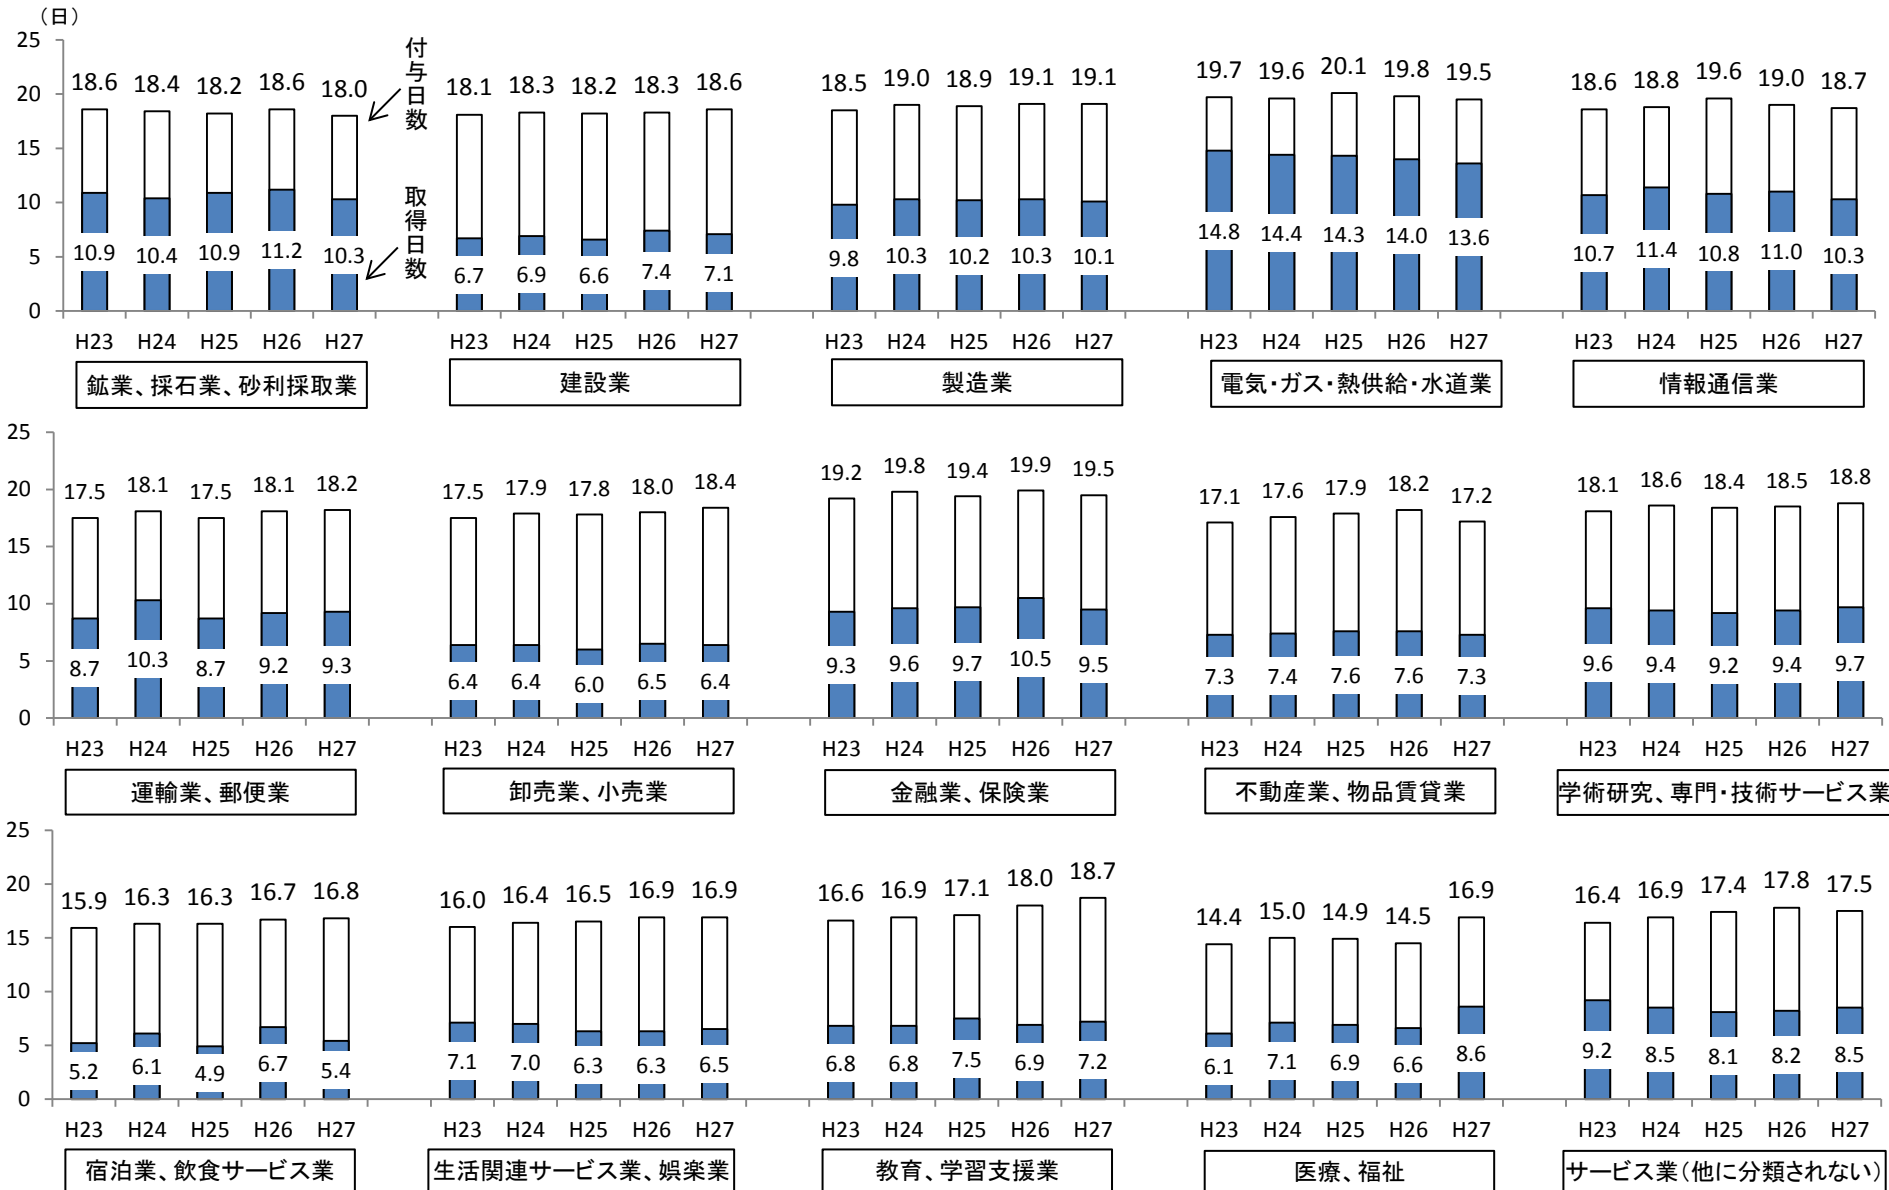 (日)
25
20
15
10
5
0
付与日数
取得日数
18.6 18.4 18.2 18.6 18.0
10.9 10.4 10.9 11.2 10.3
H23 H24 H25 H26 H27
鉱業、採石業、砂利採取業
18.1 18.3 18.2 18.3 18.6
6.7 6.9 6.6 7.4 7.1
H23 H24 H25 H26 H27
建設業
18.5 19.0 18.9 19.1 19.1
9.8 10.3 10.2 10.3 10.1
H23 H24 H25 H26 H27
製造業
19.7 19.6 20.1 19.8 19.5
14.8 14.4 14.3 14.0 13.6
H23 H24 H25 H26 H27
電気・ガス・熱供給・水道業
18.6 18.8 19.6 19.0 18.7
10.7 11.4 10.8 11.0 10.3
H23 H24 H25 H26 H27
情報通信業
25
20
15
10
5
0
17.5 18.1 17.5 18.1 18.2
8.7 10.3 8.7 9.2 9.3
H23 H24 H25 H26 H27
運輸業、郵便業
17.5 17.9 17.8 18.0 18.4
6.4 6.4 6.0 6.5 6.4
H23 H24 H25 H26 H27
卸売業、小売業
19.2 19.8 19.4 19.9 19.5
9.3 9.6 9.7 10.5 9.5
H23 H24 H25 H26 H27
金融業、保険業
17.1 17.6 17.9 18.2 17.2
7.3 7.4 7.6 7.6 7.3
H23 H24 H25 H26 H27
不動産業、物品賃貸業
18.1 18.6 18.4 18.5 18.8
9.6 9.4 9.2 9.4 9.7
H23 H24 H25 H26 H27
学術研究、専門・技術サービス業
25
20
15
10
5
0
15.9 16.3 16.3 16.7 16.8
5.2 6.1 4.9 6.7 5.4
H23 H24 H25 H26 H27
宿泊業、飲食サービス業
16.0 16.4 16.5 16.9 16.9
7.1 7.0 6.3 6.3 6.5
H23 H24 H25 H26 H27
生活関連サービス業、娯楽業
16.6 16.9 17.1 18.0 18.7
6.8 6.8 7.5 6.9 7.2
H23 H24 H25 H26 H27
教育、学習支援業
14.4 15.0 14.9 14.5 16.9
6.1 7.1 6.9 6.6 8.6
H23 H24 H25 H26 H27
医療、福祉
16.4 16.9 17.4 17.8 17.5
9.2 8.5 8.1 8.2 8.5
H23 H24 H25 H26 H27
サービス業(他に分類されない)